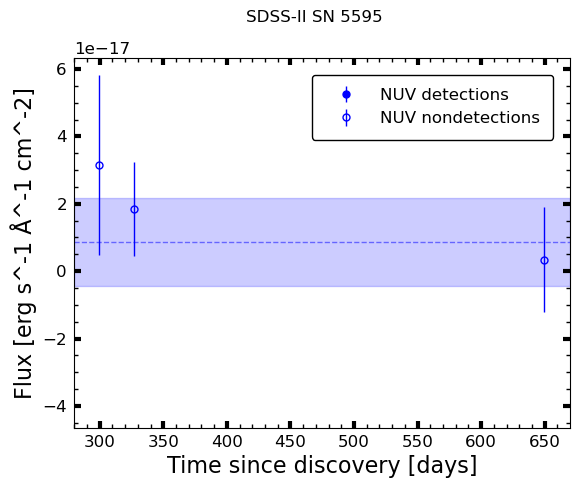 SDSS-II SN 5595
1e−17
NUV detections
NUV nondetections
6
4
2
0
−2
−4
Flux [erg s^-1 Å^-1 cm^-2]
300 350 400 450 500 550 600 650
Time since discovery [days]